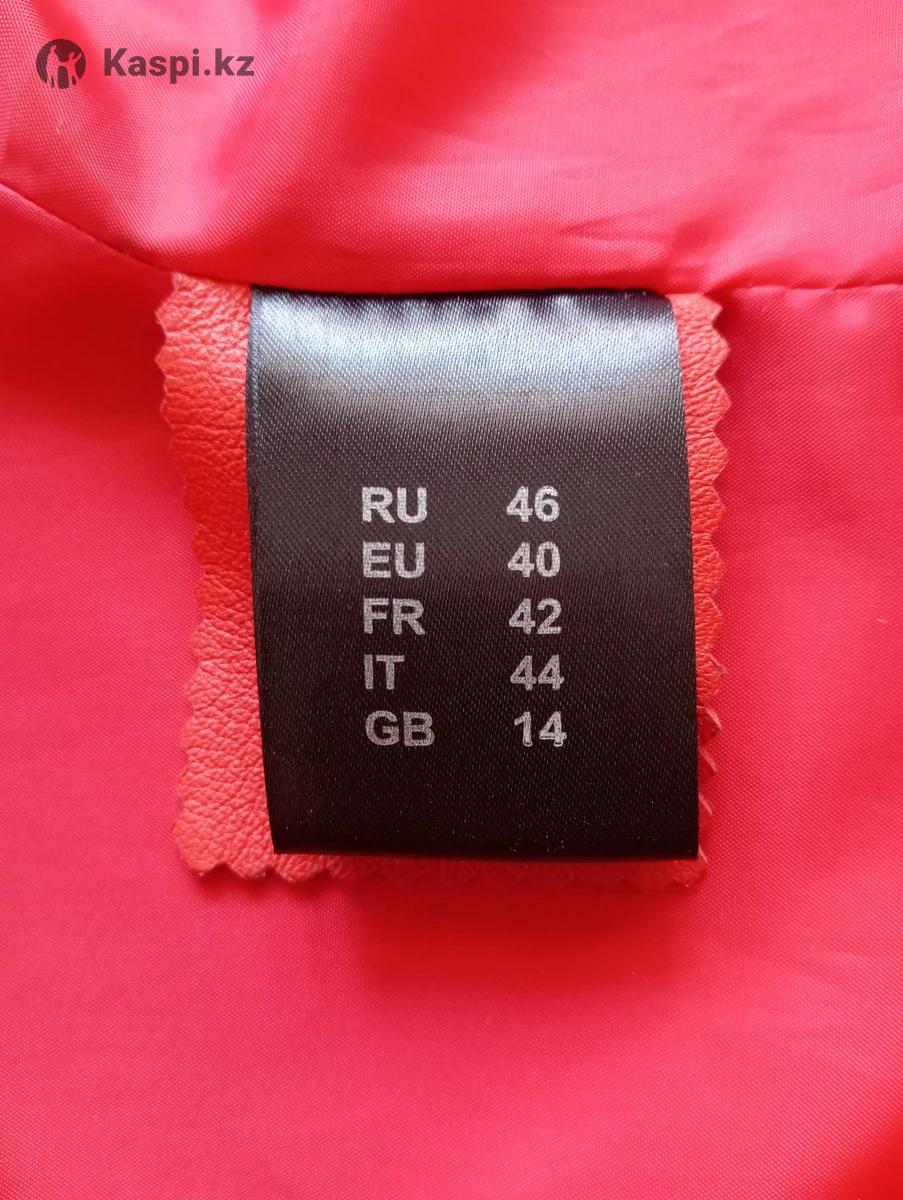 Kaspi.kz
RU 46
EU 40
FR 42
IT 44
GB 14